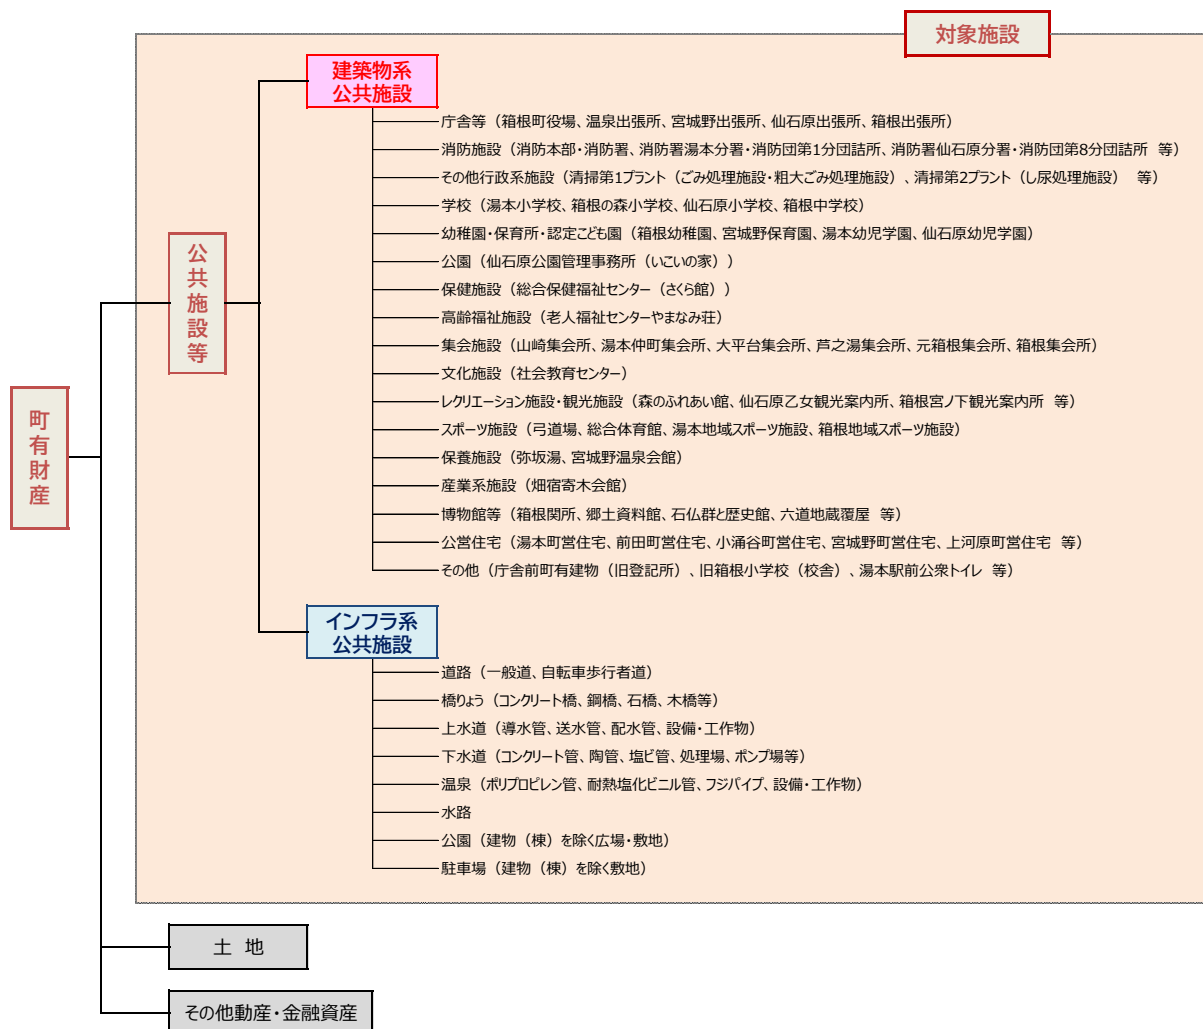 対象施設
建築物系
公共施設
庁舎等（箱根町役場、温泉出張所、宮城野出張所、仙石原出張所、箱根出張所）
消防施設（消防本部・消防署、消防署湯本分署・消防団第1分団詰所、消防署仙石原分署・消防団第8分団詰所 等）
その他行政系施設（清掃第1プラント（ごみ処理施設・粗大ごみ処理施設）、清掃第2プラント（し尿処理施設） 等）
学校（湯本小学校、箱根の森小学校、仙石原小学校、箱根中学校）
幼稚園・保育所・認定こども園（箱根幼稚園、宮城野保育園、湯本幼児学園、仙石原幼児学園）
公園（仙石原公園管理事務所（いこいの家））
保健施設（総合保健福祉センター（さくら館））
高齢福祉施設（老人福祉センターやまなみ荘）
集会施設（山崎集会所、湯本仲町集会所、大平台集会所、芦之湯集会所、元箱根集会所、箱根集会所）
文化施設（社会教育センター）
レクリエーション施設・観光施設（森のふれあい館、仙石原乙女観光案内所、箱根宮ノ下観光案内所 等）
スポーツ施設（弓道場、総合体育館、湯本地域スポーツ施設、箱根地域スポーツ施設）
保養施設（弥坂湯、宮城野温泉会館）
産業系施設（畑宿寄木会館）
博物館等（箱根関所、郷土資料館、石仏群と歴史館、六道地蔵覆屋 等）
公営住宅（湯本町営住宅、前田町営住宅、小涌谷町営住宅、宮城野町営住宅、上河原町営住宅 等）
その他（庁舎前町有建物（旧登記所）、旧箱根小学校（校舎）、湯本駅前公衆トイレ 等）
公共施設等
町有財産
インフラ系
公共施設
道路（一般道、自転車歩行者道）
橋りょう（コンクリート橋、鋼橋、石橋、木橋等）
上水道（導水管、送水管、配水管、設備・工作物）
下水道（コンクリート管、陶管、塩ビ管、処理場、ポンプ場等）
温泉（ポリプロピレン管、耐熱塩化ビニル管、フジパイプ、設備・工作物）
水路
公園（建物（棟）を除く広場・敷地）
駐車場（建物（棟）を除く敷地）
土 地
その他動産・金融資産